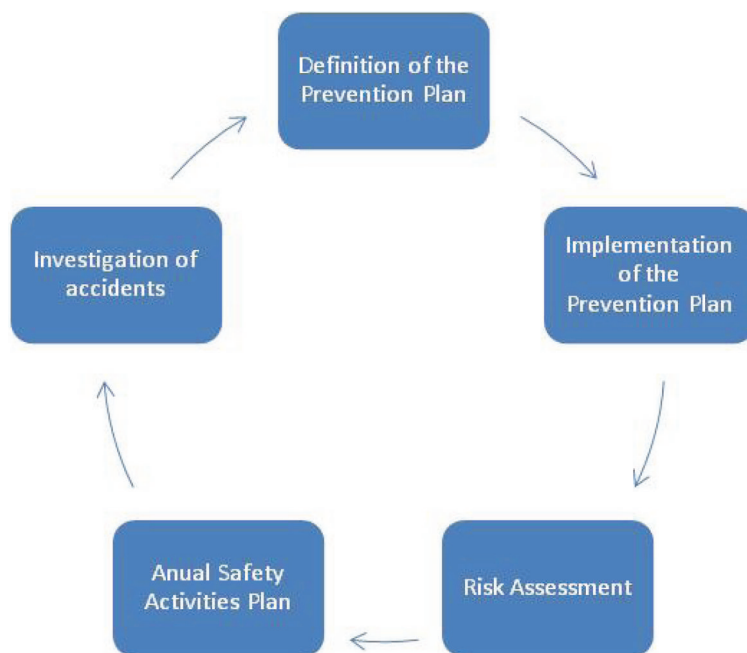 Definition of the
Prevention Plan
Implementation
of the
Prevention Plan
Risk Assessment
Anual Safety
Activities Plan
Investigation of
accidents